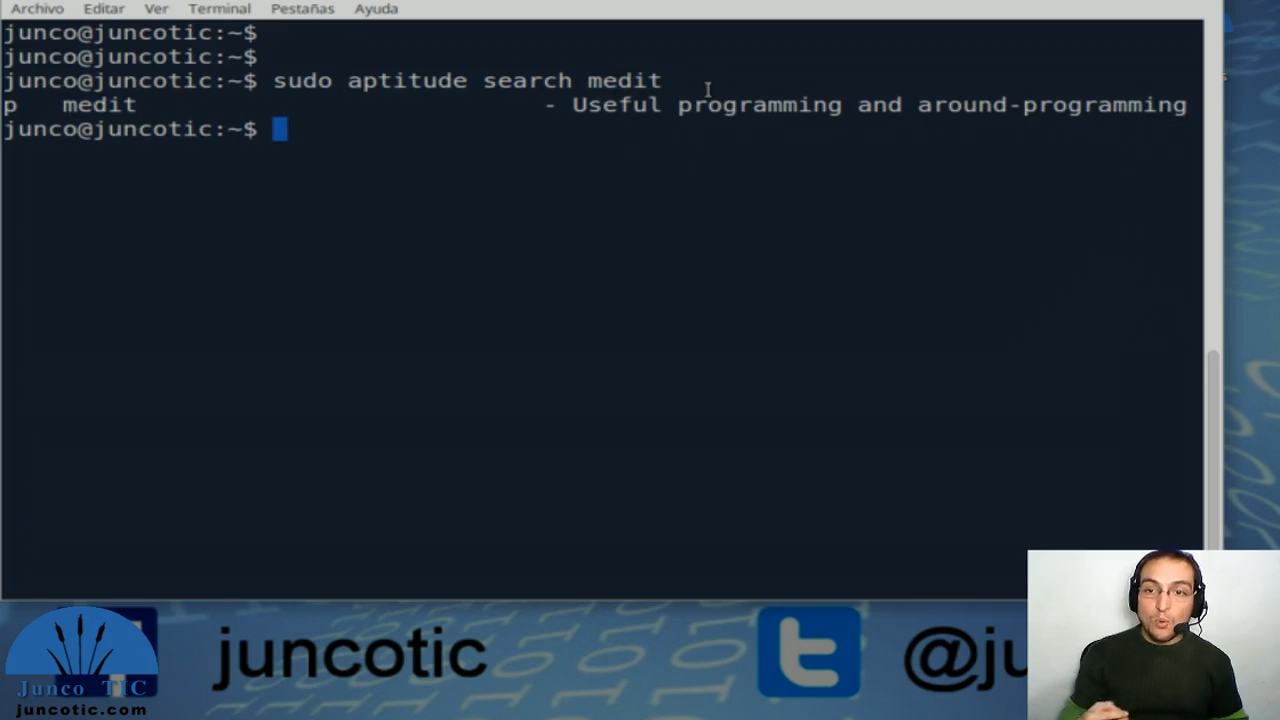 Archivo Editar Ver Terminal Pestañas Ayuda
junco@juncotic:~$
junco@juncotic:~$
junco@juncotic:~$ sudo aptitude search medit
p medit - Useful programming and around-programming
junco@juncotic:~$
juncotic
@ju
Junco TIC
juncotic.com